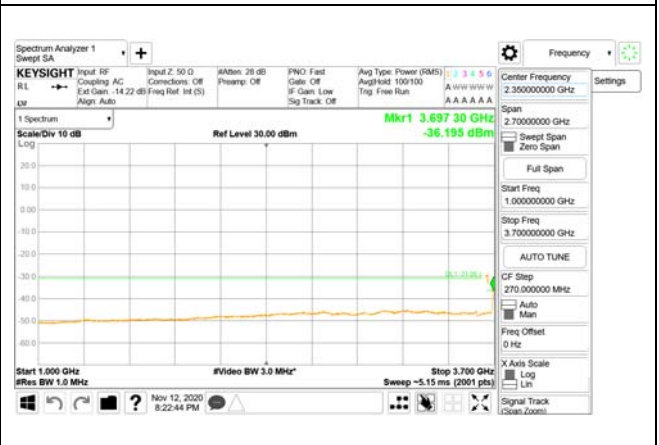 Spectrum Analyzer 1
Swept SA
Frequency
KEYSIGHT
RL
Input: RF
Coupling: AC
Ext Gain: -14.22 dB
Align: Auto
Input Z: 50 Ω
Corrections: Off
Freq Ref: Int (S)
#Atten: 28 dB
Preamp: Off
PNO: Fast
Gate: Off
IF Gain: Low
Sig Track: Off
Avg Type: Power (RMS)
Avg|Hold: 100/100
Trig: Free Run
1 2 3 4 5 6
A W W W W W
A A A A A A
Center Frequency
2.350000000 GHz
Settings
Span
2.70000000 GHz
Swept Span
Zero Span
Full Span
Start Freq
1.000000000 GHz
Stop Freq
3.700000000 GHz
AUTO TUNE
CF Step
270.000000 MHz
Auto
Man
Freq Offset
0 Hz
X Axis Scale
Log
Lin
Signal Track
(Span Zoom)
1 Spectrum
Scale/Div 10 dB
Ref Level 30.00 dBm
Mkr1 3.697 30 GHz
-36.195 dBm
Log
20.0
10.0
0.00
-10.0
-20.0
-30.0
-40.0
-50.0
-60.0
1
Start 1.000 GHz
#Video BW 3.0 MHz*
Stop 3.700 GHz
#Res BW 1.0 MHz
Sweep ~5.15 ms (2001 pts)
?
Nov 12, 2020
8:22:44 PM